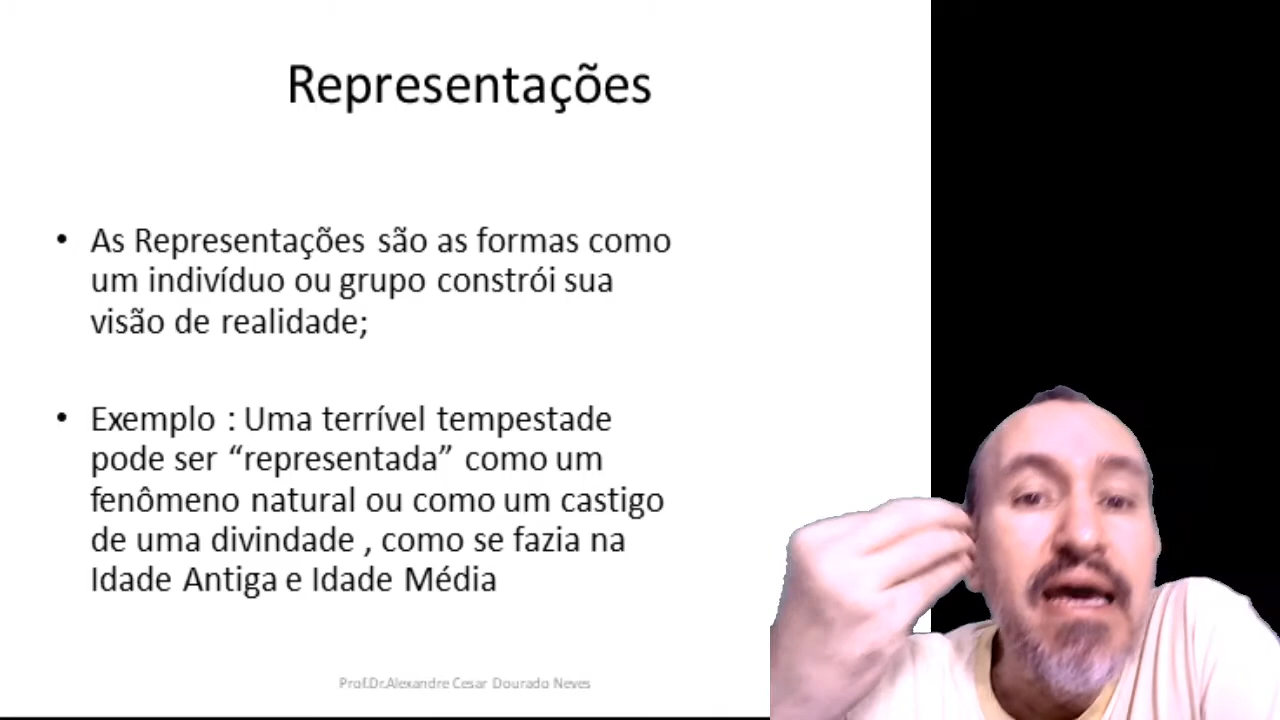 Representações
• As Representações são as formas como
um indivíduo ou grupo constrói sua
visão de realidade;
• Exemplo : Uma terrível tempestade
pode ser “representada” como um
fenômeno natural ou como um castigo
de uma divindade , como se fazia na
Idade Antiga e Idade Média
Prof.Dr.Alexandre Cesar Dourado Neves